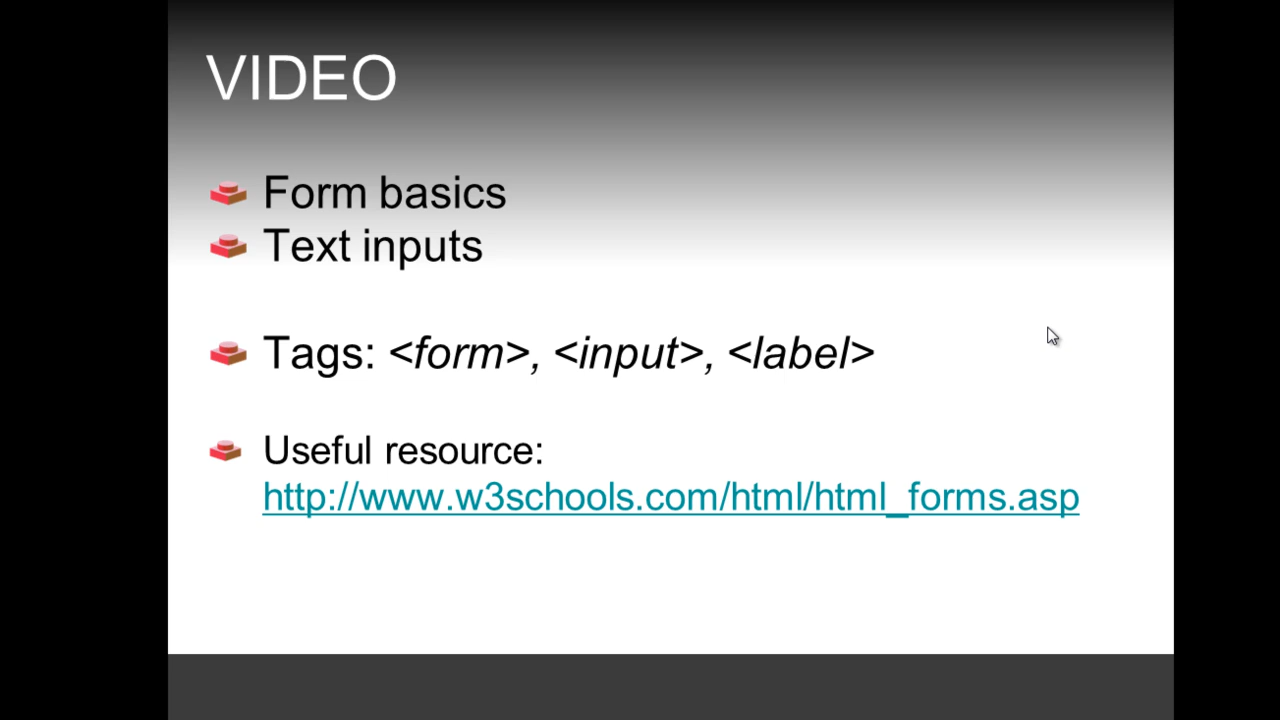 VIDEO
Form basics
Text inputs
Tags: <form>, <input>, <label>
Useful resource:
http://www.w3schools.com/html/html_forms.asp